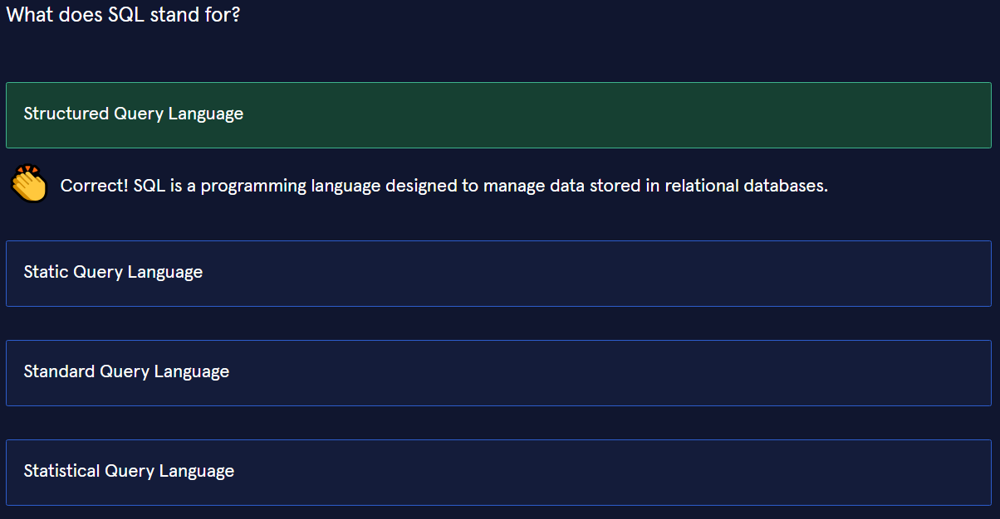 What does SQL stand for?
Structured Query Language
Correct! SQL is a programming language designed to manage data stored in relational databases.
Static Query Language
Standard Query Language
Statistical Query Language